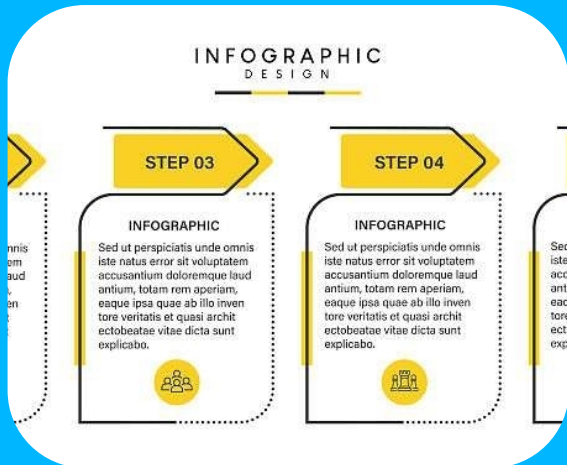 INFOGRAPHIC
DESIGN
STEP 03
INFOGRAPHIC
Sed ut perspiciatis unde omnis
iste natus error sit voluptatem
accusantium doloremque laud
antium, totam rem aperiam,
eaque ipsa quae ab illo inven
tore veritatis et quasi archit
ectobeatae vitae dicta sunt
explicabo.
STEP 04
INFOGRAPHIC
Sed ut perspiciatis unde omnis
iste natus error sit voluptatem
accusantium doloremque laud
antium, totam rem aperiam,
eaque ipsa quae ab illo inven
tore veritatis et quasi archit
ectobeatae vitae dicta sunt
explicabo.